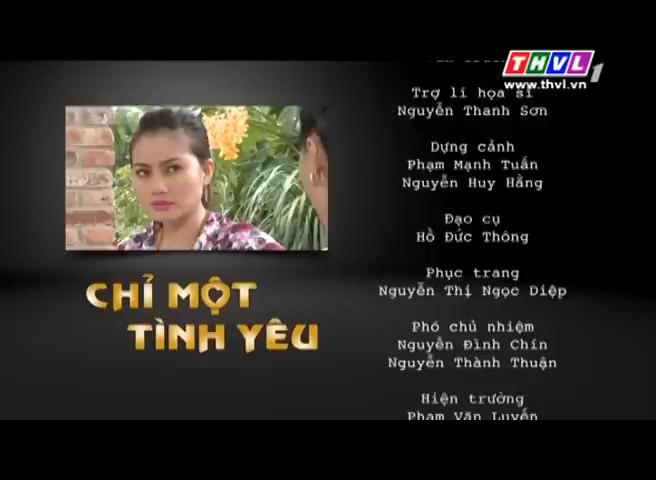 THVL1
www.thvl.vn
Trợ lí họa sĩ
Nguyễn Thanh Sơn
Dựng cảnh
Phạm Mạnh Tuấn
Nguyễn Huy Hằng
Đạo cụ
Hồ Đức Thông
Phục trang
Nguyễn Thị Ngọc Diệp
Phó chủ nhiệm
Nguyễn Đình Chín
Nguyễn Thành Thuận
Hiện trường
Phạm Văn Luyến
CHỈ MỘT
TÌNH YÊU